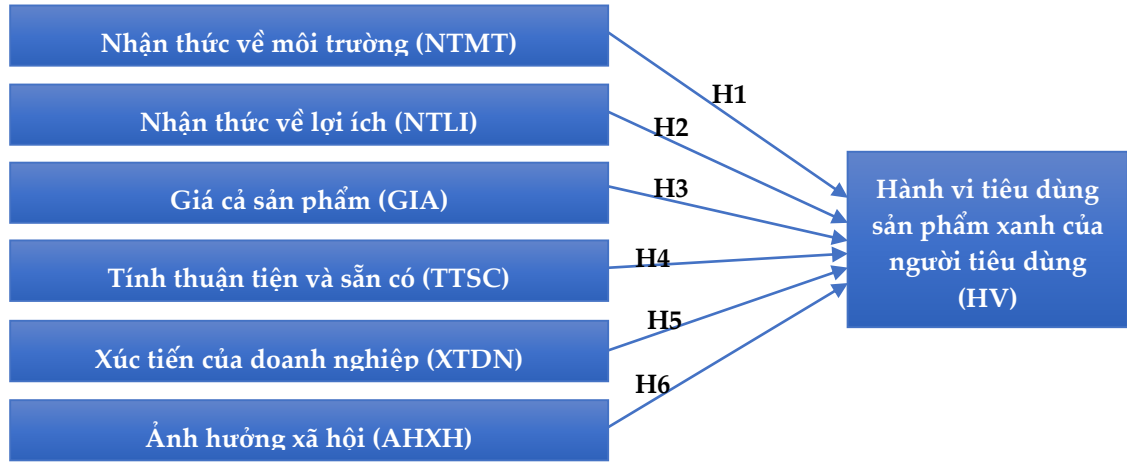 Nhận thức về môi trường (NTMT)
H1
Nhận thức về lợi ích (NTLI)
H2
Giá cả sản phẩm (GIA)
H3
Tính thuận tiện và sẵn có (TTSC)
H4
Xúc tiến của doanh nghiệp (XTDN)
H5
Ảnh hưởng xã hội (AHXH)
H6
Hành vi tiêu dùng
sản phẩm xanh của
người tiêu dùng
(HV)